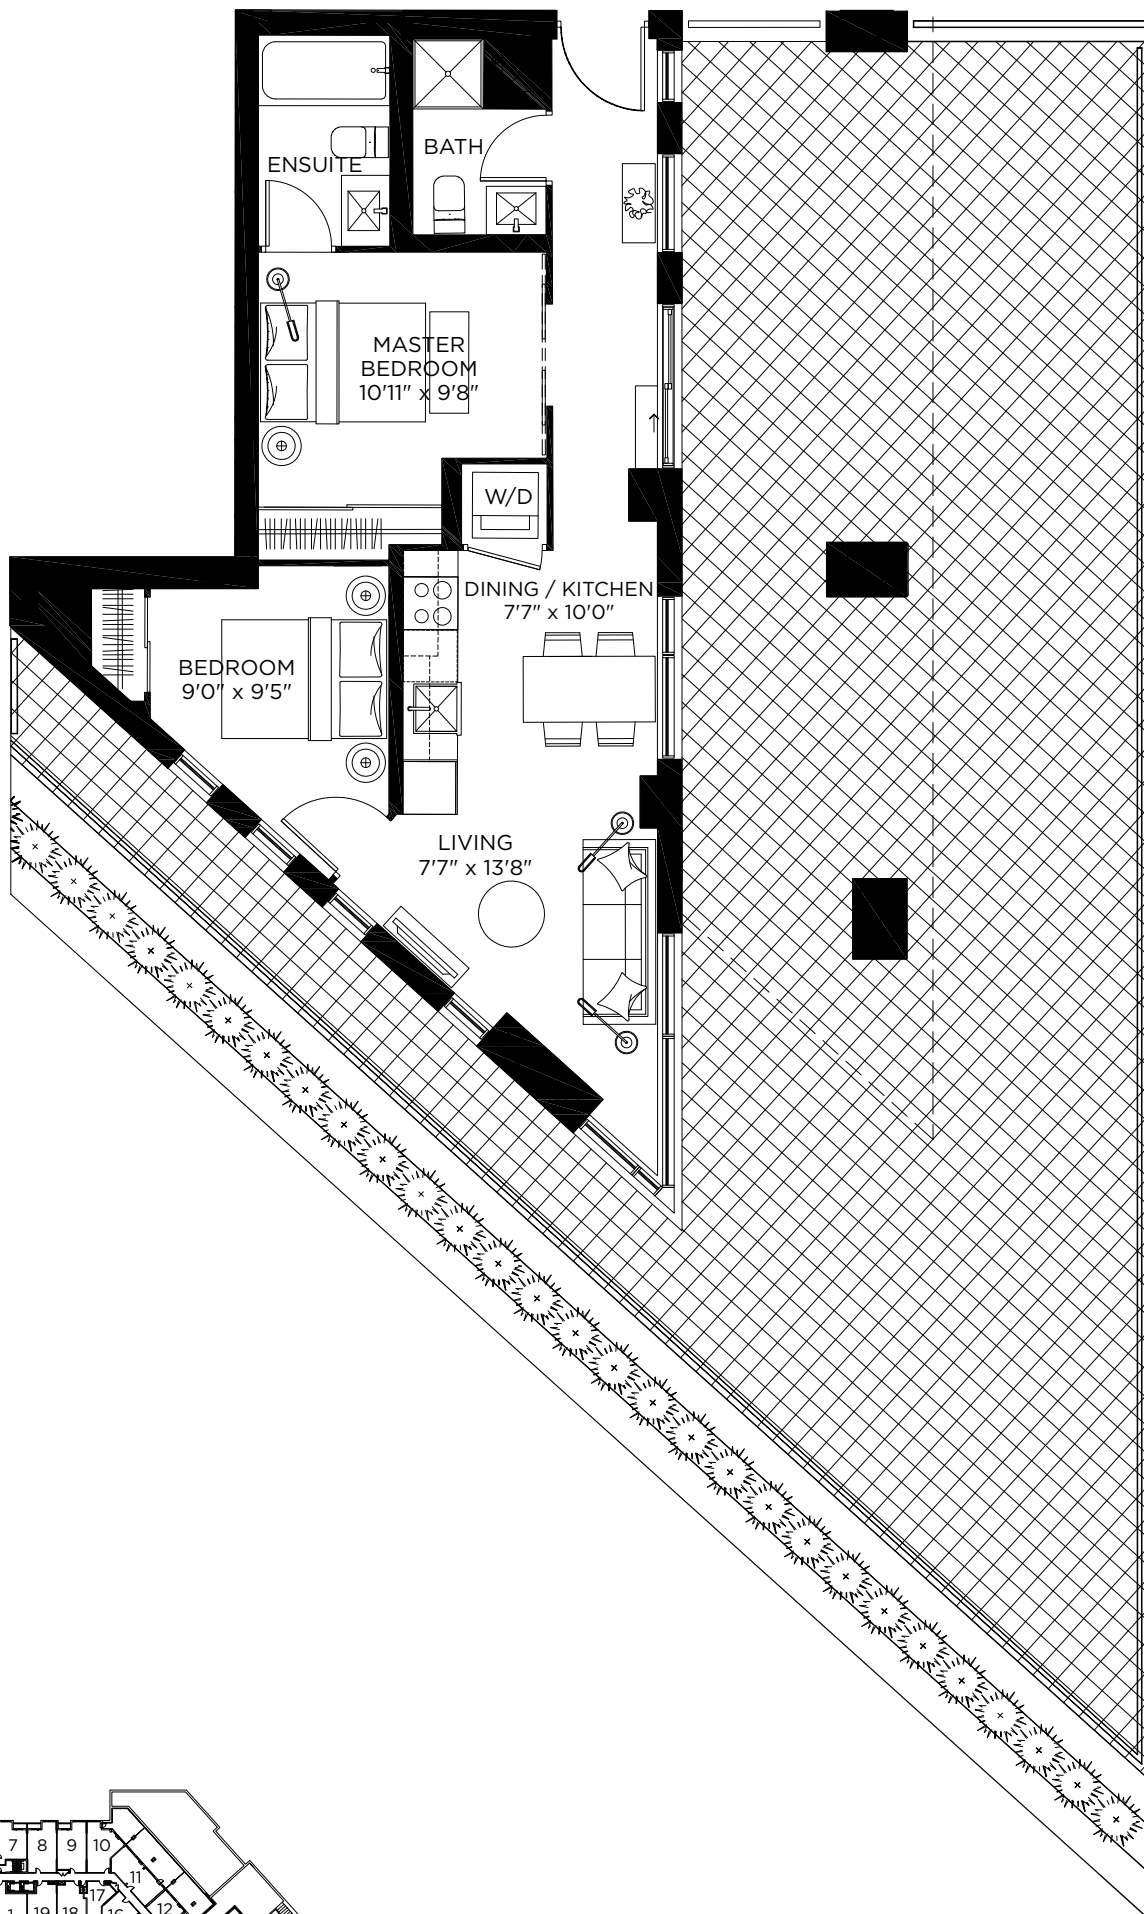 BATH
ENSUITE
MASTER
BEDROOM
10'11" x 9'8"
W/D
DINING / KITCHEN
7'7" x 10'0"
BEDROOM
9'0" x 9'5"
LIVING
7'7" x 13'8"
7 8 9 10
11
17
12
1 19 18 16